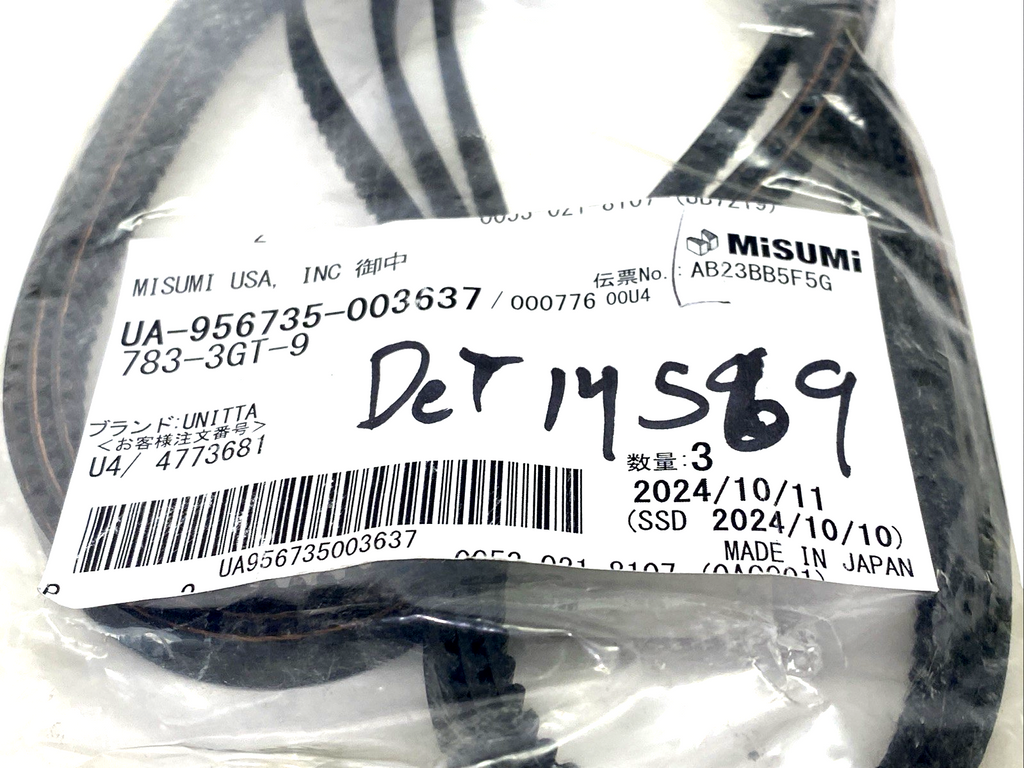 MiSUMi
MISUMI USA, INC 御中
伝票No.: AB23BB5F5G
UA-956735-003637 / 000776 00U4
783-3GT-9
DeT 14589
ブランド:UNITTA
<お客様注文番号>
U4/ 4773681
数量:3
2024/10/11
(SSD 2024/10/10)
MADE IN JAPAN
UA956735003637